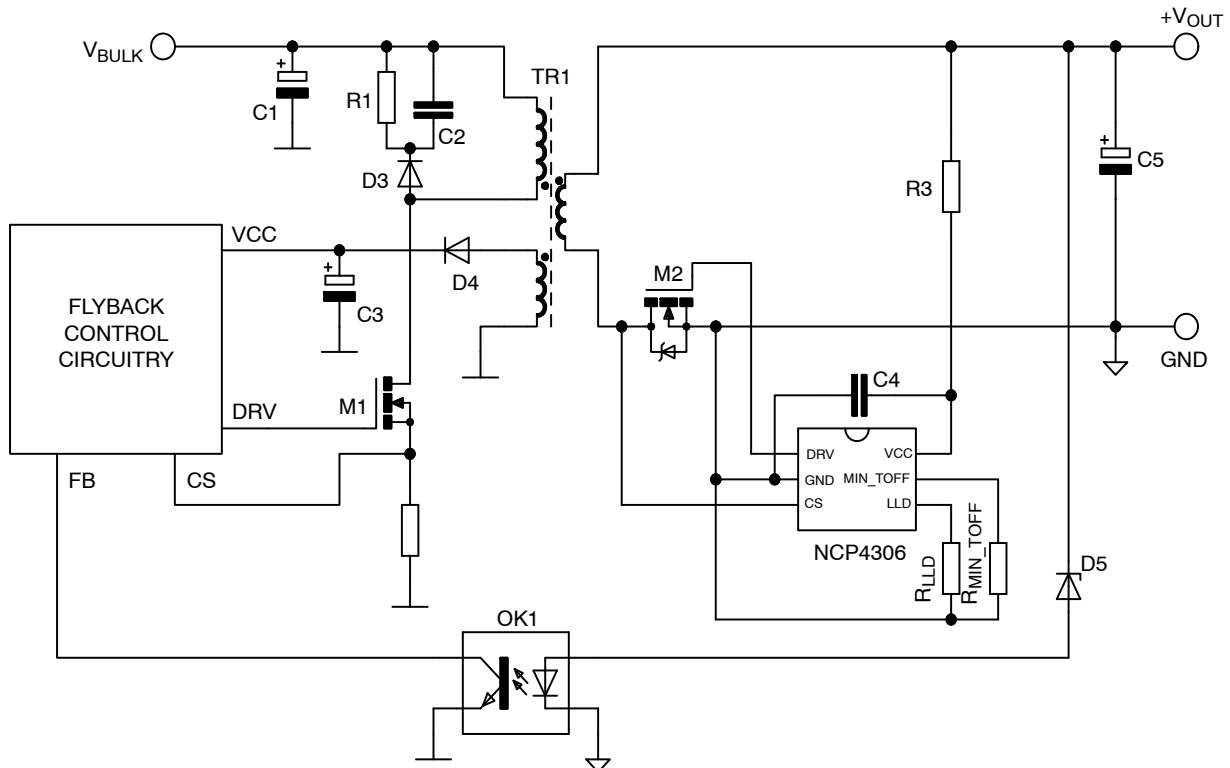 +VOUT
VBULK
TR1
C1
R1
C2
D3
R3
C5
VCC
D4
M2
C3
FLYBACK
CONTROL
CIRCUITRY
GND
C4
M1
DRV
DRV
VCC
GND
MIN_TOFF
CS
LLD
FB
CS
NCP4306
RLLD
RMIN_TOFF
D5
OK1